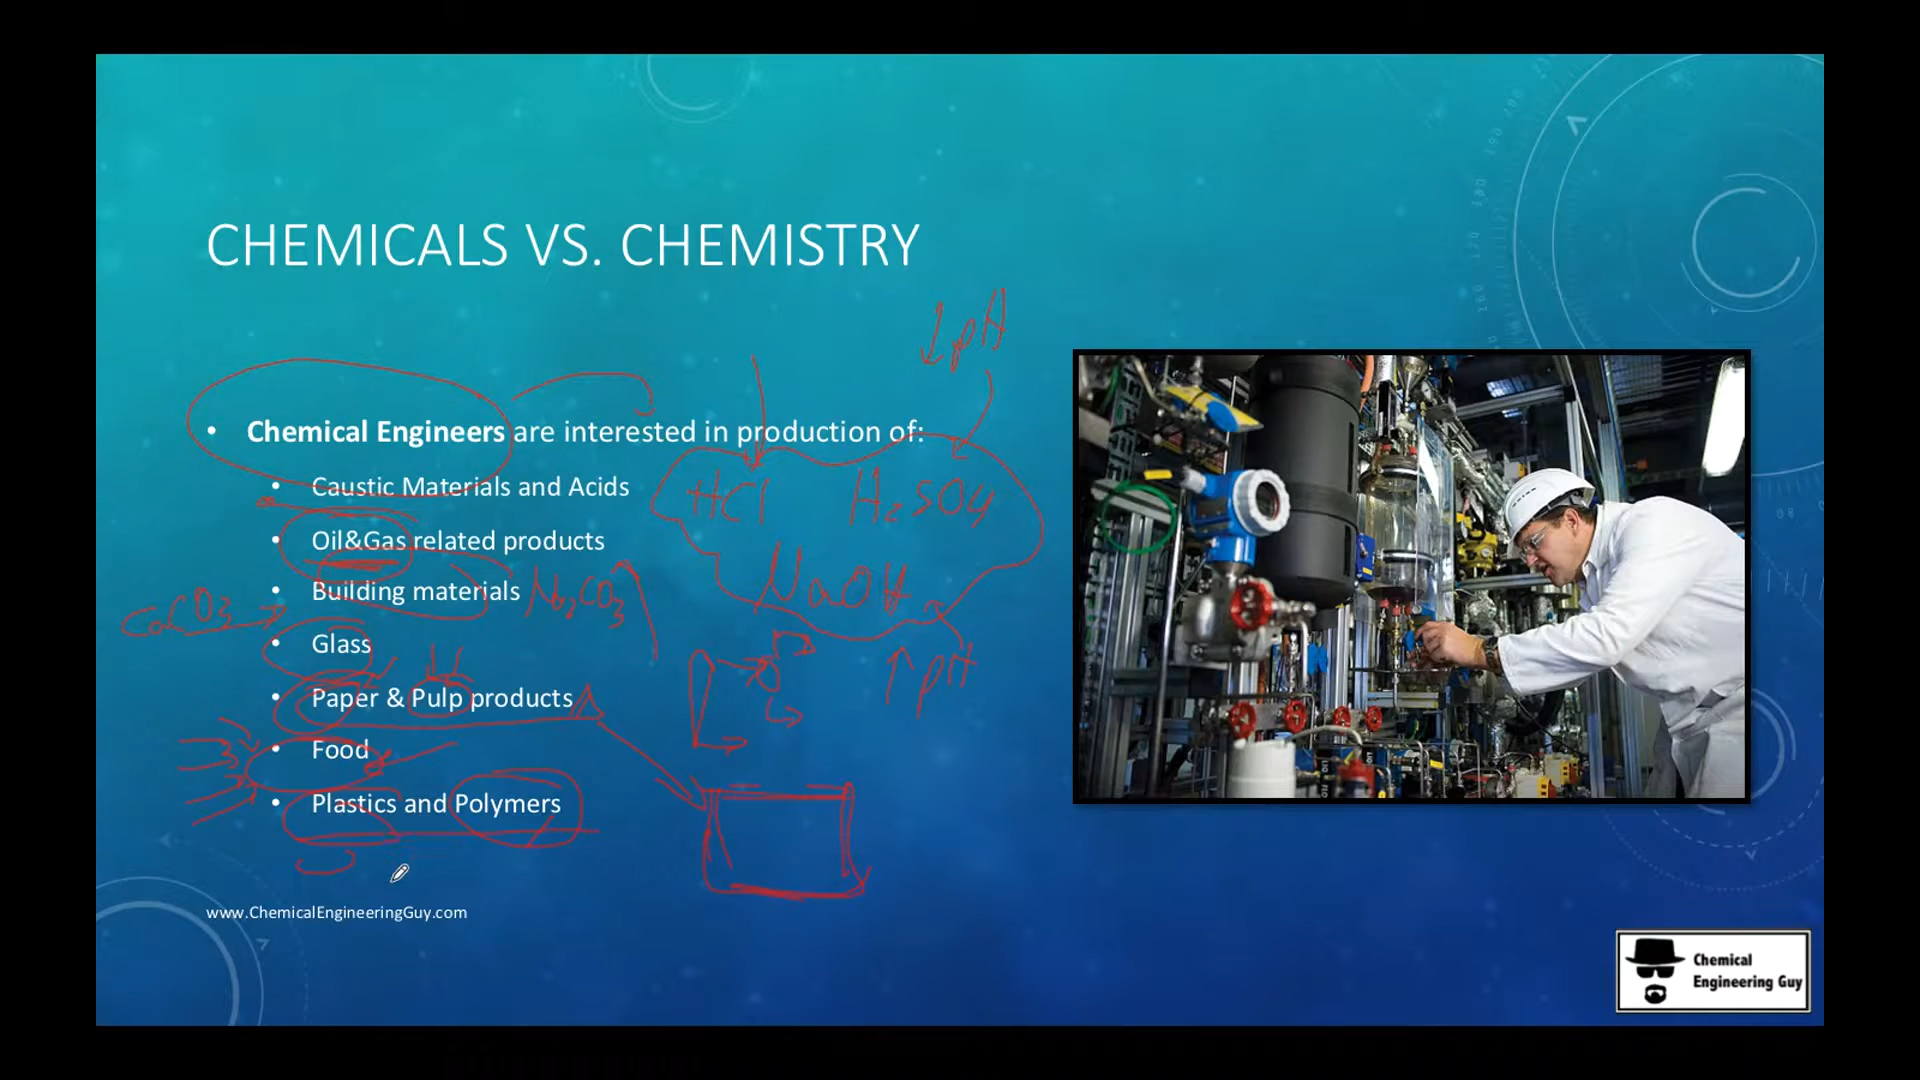 CHEMICALS VS. CHEMISTRY
↓pH
• Chemical Engineers are interested in production of:
• Caustic Materials and Acids
HCl H2SO4
• Oil&Gas related products
• Building materials
Na2CO3
NaOH
CaCO3
• Glass
↑pH
• Paper & Pulp products
• Food
• Plastics and Polymers
www.ChemicalEngineeringGuy.com
Chemical
Engineering Guy